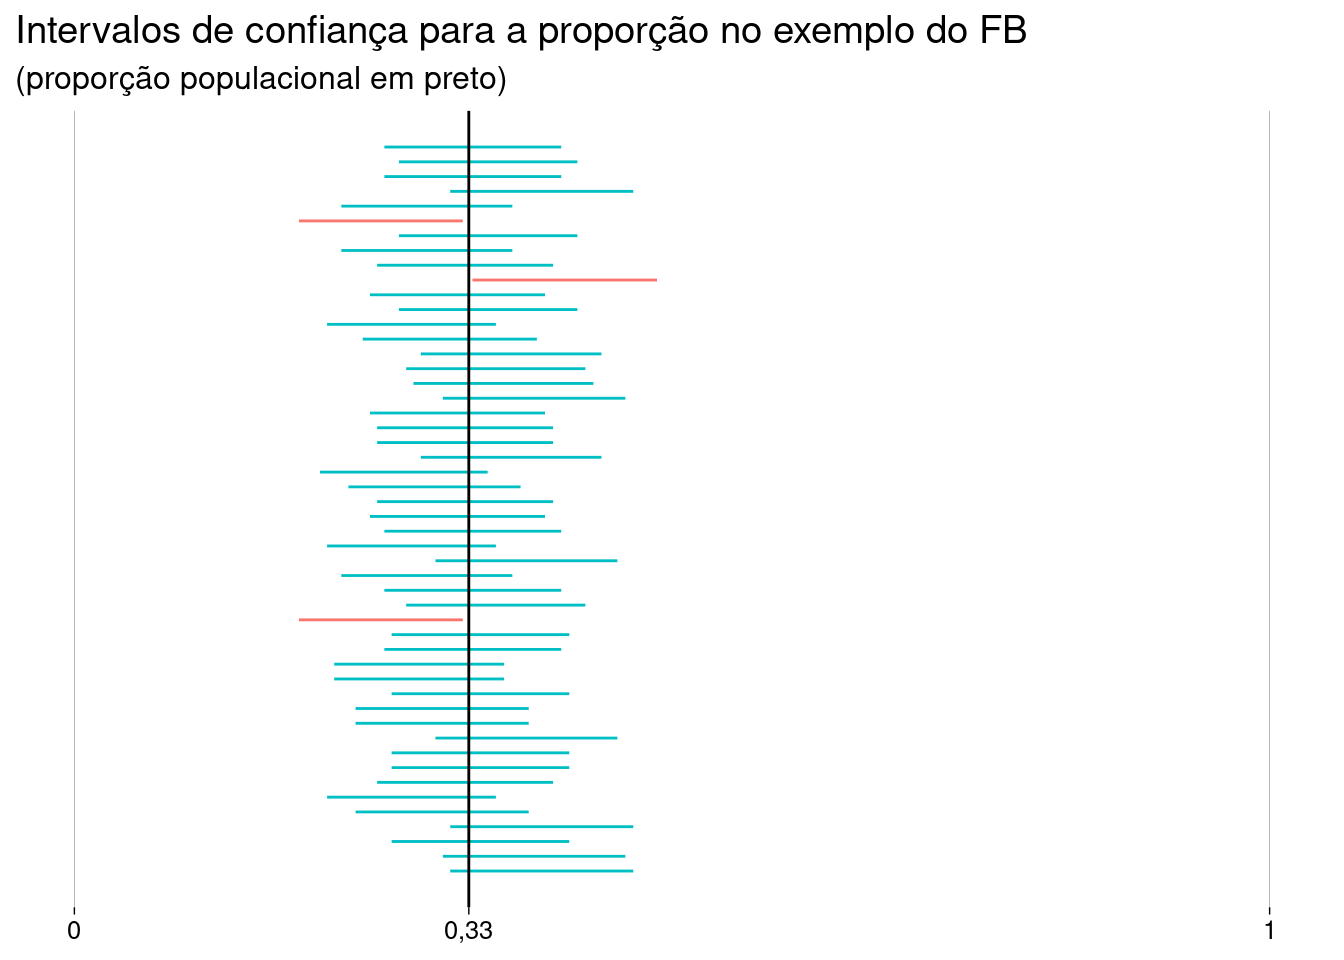 Intervalos de confiança para a proporção no exemplo do FB
(proporção populacional em preto)
0
0,33
1